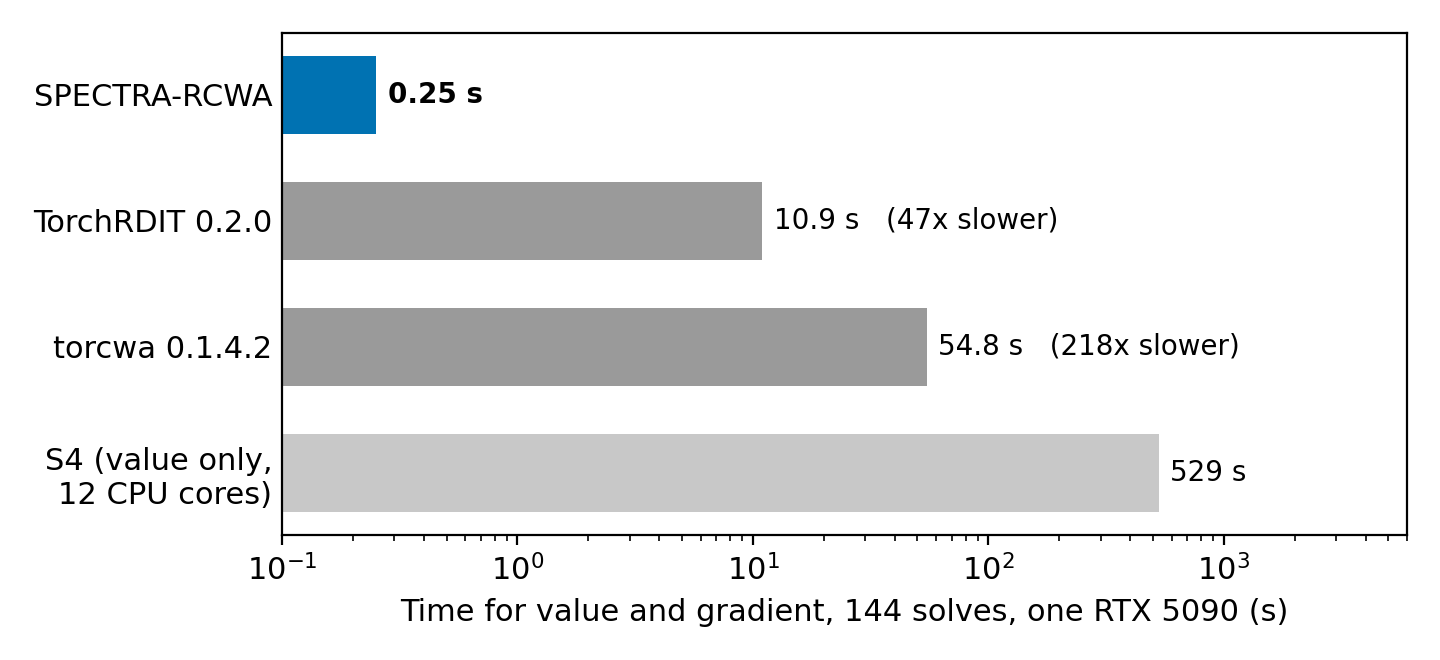 SPECTRA-RCWA
0.25 s
TorchRDIT 0.2.0
10.9 s (47x slower)
torcwa 0.1.4.2
54.8 s (218x slower)
S4 (value only,
12 CPU cores)
529 s
10⁻¹ 10⁰ 10¹ 10² 10³
Time for value and gradient, 144 solves, one RTX 5090 (s)